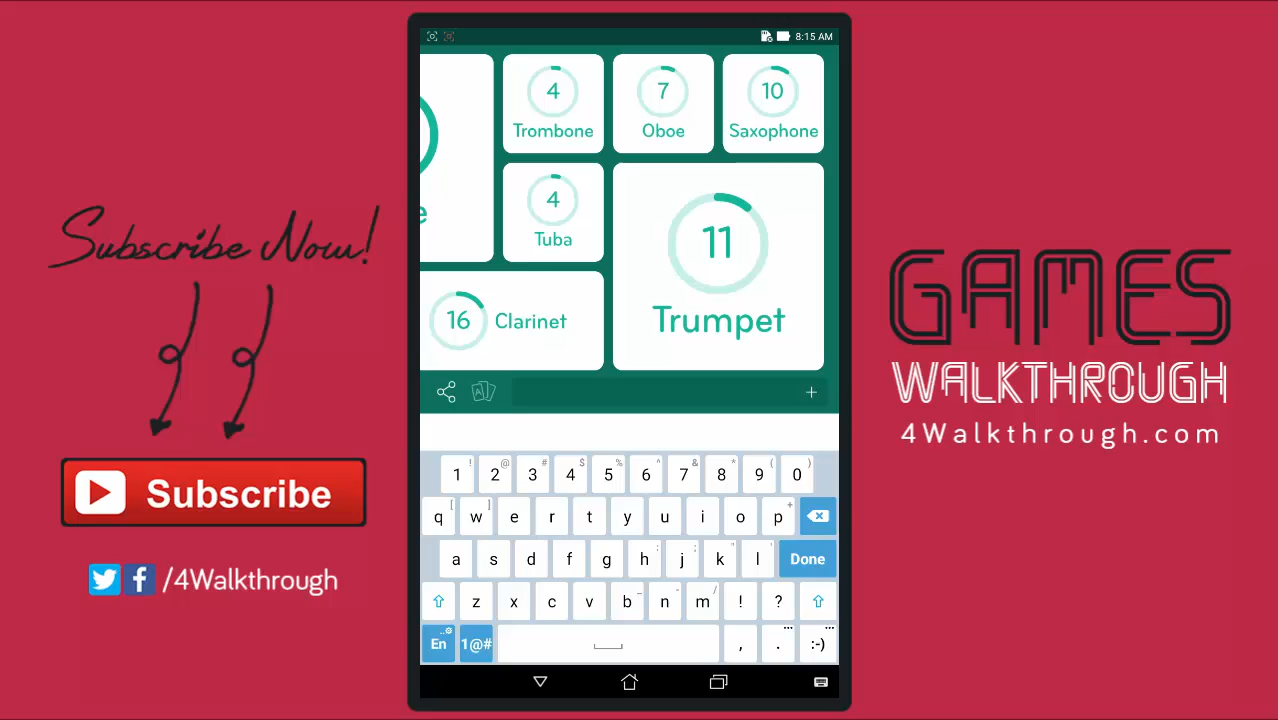 8:15 AM
4
Trombone
7
Oboe
10
Saxophone
e
4
Tuba
11
Trumpet
16 Clarinet
A
+
1 ! 2 @ 3 # 4 $ 5 % 6 ^ 7 & 8 * 9 ( 0 )
q [ w ] e r t y u i o p +
a s d f g h : j ; k ' l ' Done
z x c v b _ n - m / ! ?
En 1@# , . :-)
Subscribe Now!
Subscribe
/4Walkthrough
GAMES
WALKTHROUGH
4Walkthrough.com